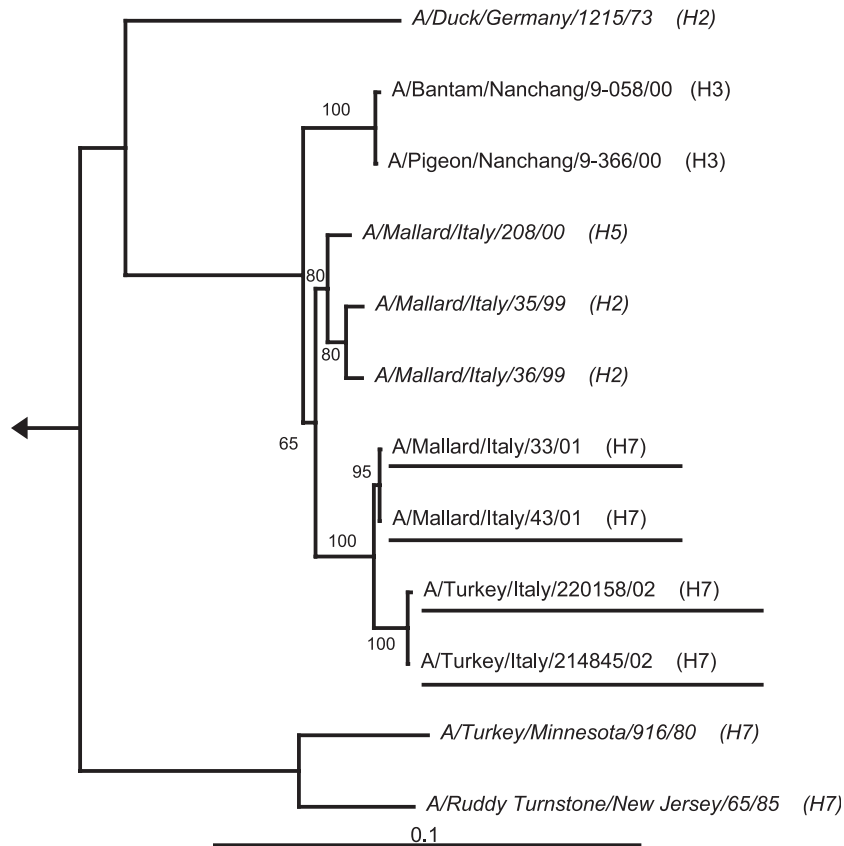 A/Duck/Germany/1215/73 (H2)
A/Bantam/Nanchang/9-058/00 (H3)
100
A/Pigeon/Nanchang/9-366/00 (H3)
A/Mallard/Italy/208/00 (H5)
80
A/Mallard/Italy/35/99 (H2)
80
A/Mallard/Italy/36/99 (H2)
65
A/Mallard/Italy/33/01 (H7)
95
A/Mallard/Italy/43/01 (H7)
100
A/Turkey/Italy/220158/02 (H7)
100
A/Turkey/Italy/214845/02 (H7)
A/Turkey/Minnesota/916/80 (H7)
A/Ruddy Turnstone/New Jersey/65/85 (H7)
0.1